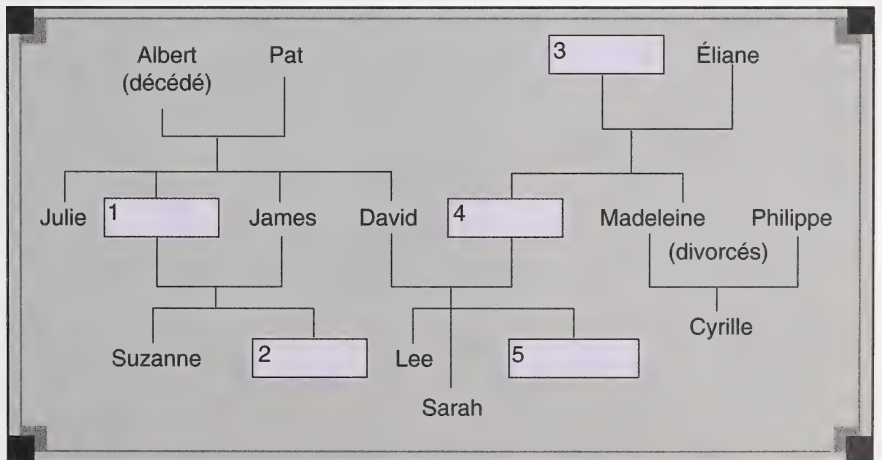 Albert Pat 3 Éliane
(décédé)
Julie 1 James David 4 Madeleine Philippe
(divorcés)
Cyrille
Suzanne 2 Lee 5
Sarah